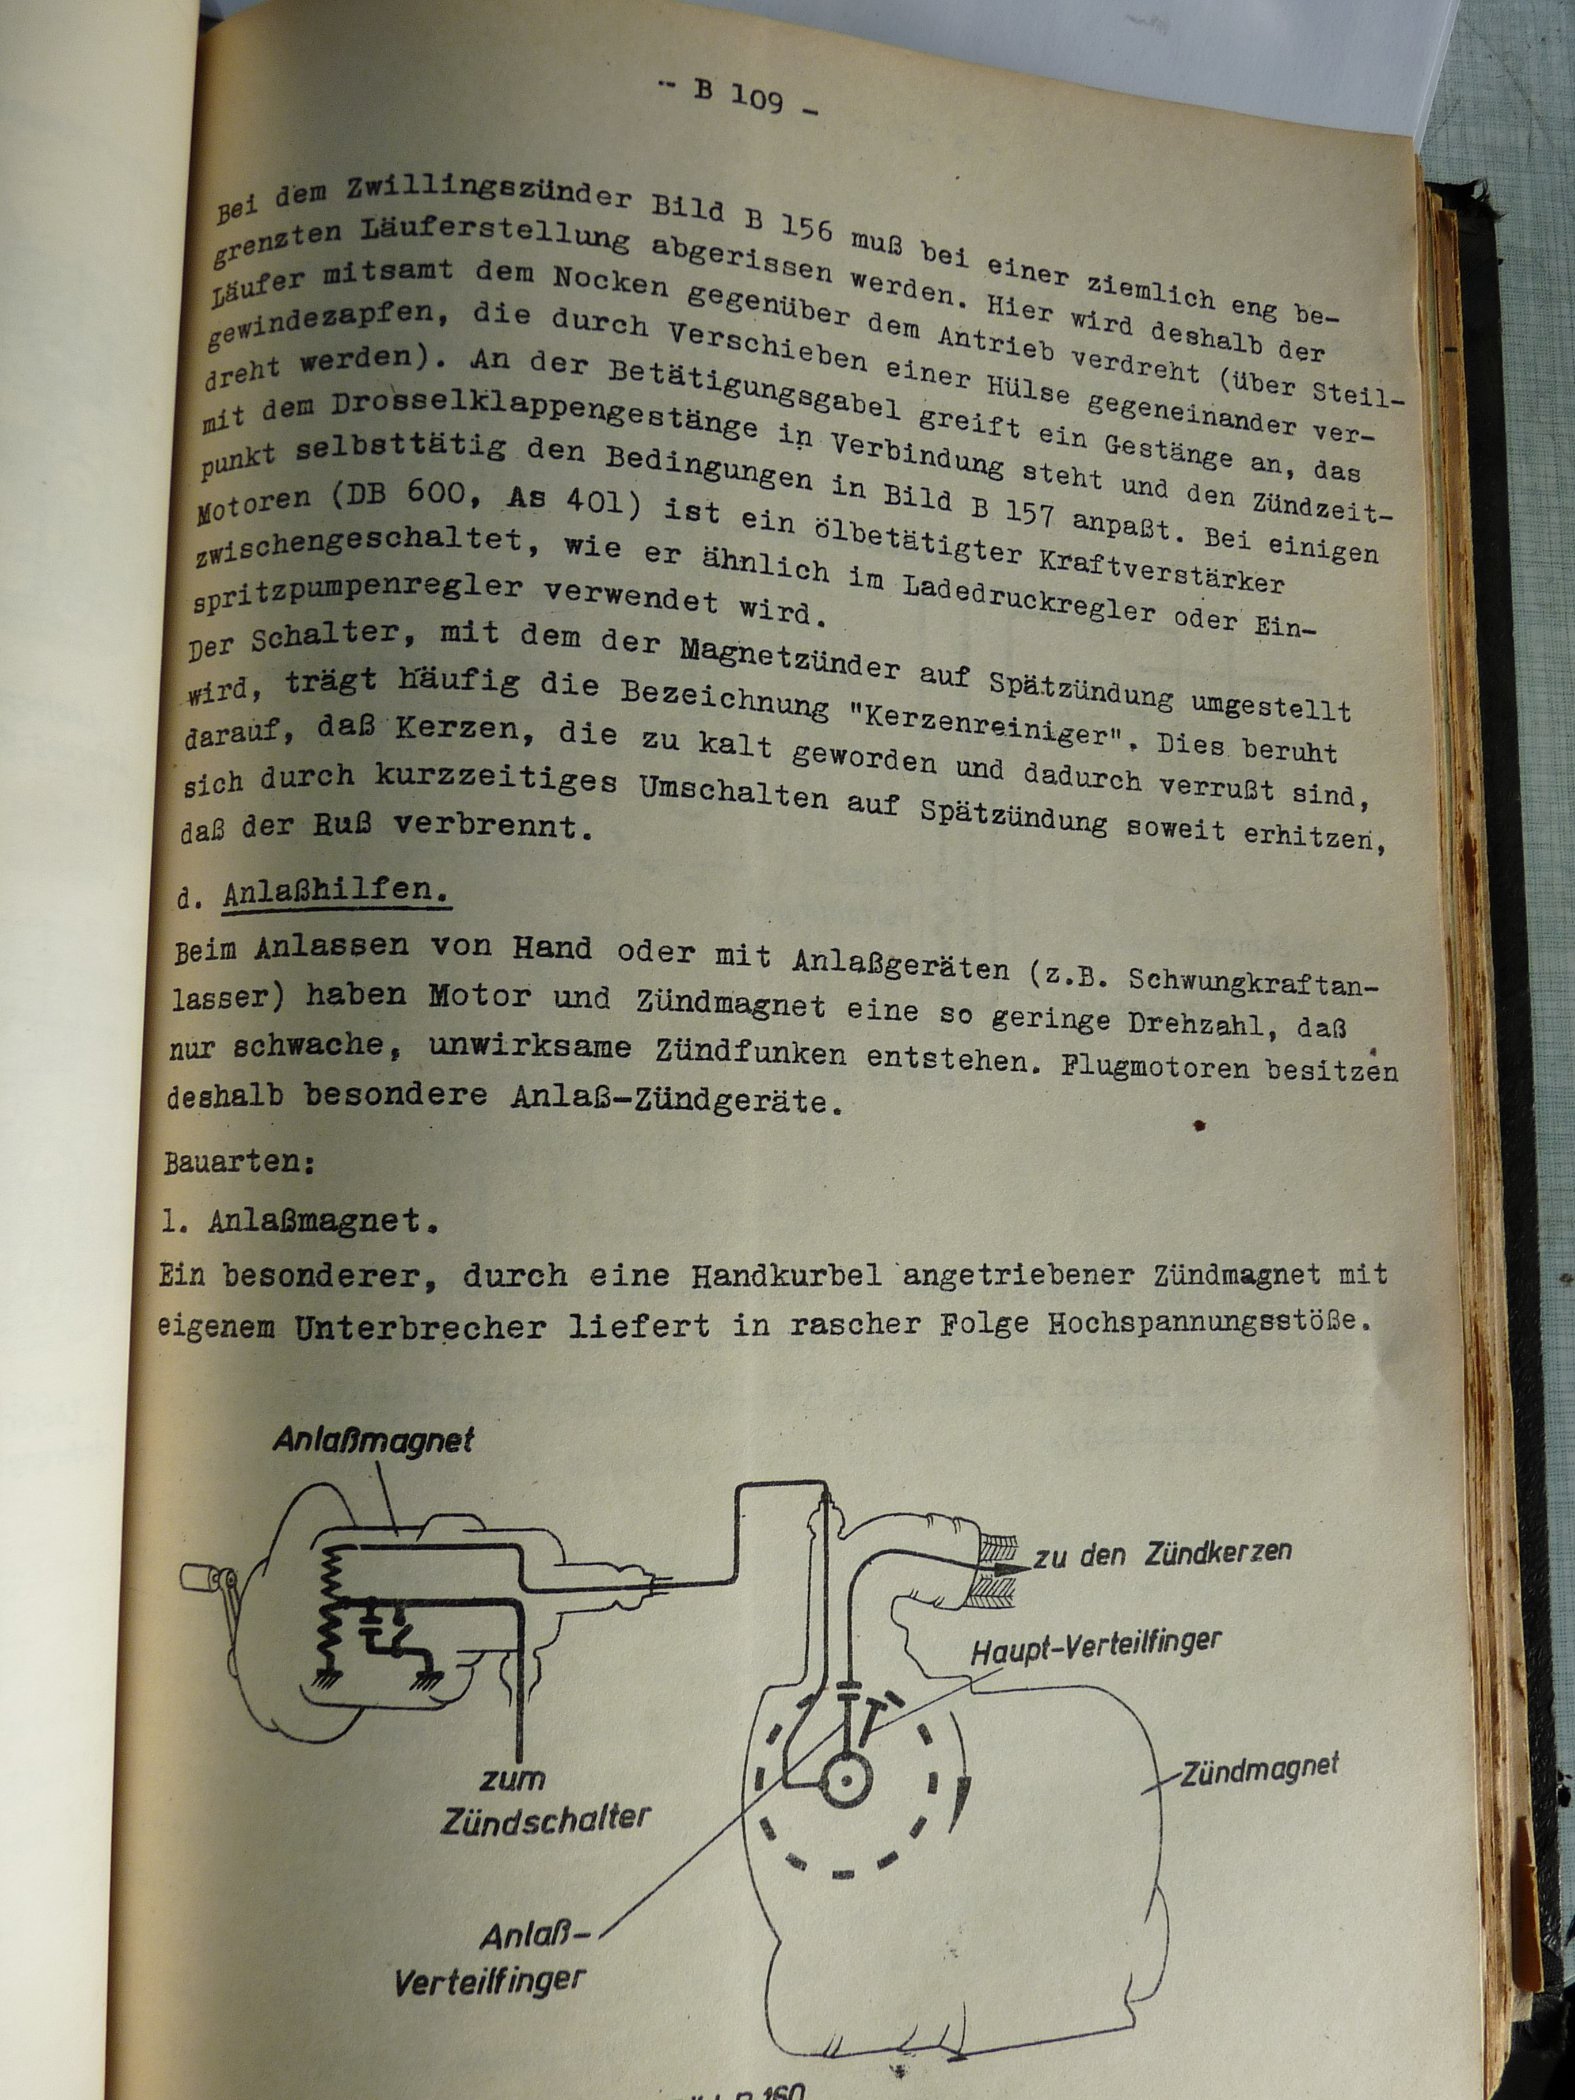 - B 109 -
Bei dem Zwillingszünder Bild B 156 muß bei einer ziemlich eng be-
grenzten Läuferstellung abgerissen werden. Hier wird deshalb der
Läufer mitsamt dem Nocken gegenüber dem Antrieb verdreht (über Steil-
gewindezapfen, die durch Verschieben einer Hülse gegeneinander ver-
dreht werden). An der Betätigungsgabel greift ein Gestänge an, das
mit dem Drosselklappengestänge in Verbindung steht und den Zündzeit-
punkt selbsttätig den Bedingungen in Bild B 157 anpaßt. Bei einigen
Motoren (DB 600, As 401) ist ein ölbetätigter Kraftverstärker
zwischengeschaltet, wie er ähnlich im Ladedruckregler oder Ein-
spritzpumpenregler verwendet wird.
Der Schalter, mit dem der Magnetzünder auf Spätzündung umgestellt
wird, trägt häufig die Bezeichnung "Kerzenreiniger". Dies beruht
darauf, daß Kerzen, die zu kalt geworden und dadurch verrußt sind,
sich durch kurzzeitiges Umschalten auf Spätzündung soweit erhitzen,
daß der Ruß verbrennt.
d. Anlaßhilfen.
Beim Anlassen von Hand oder mit Anlaßgeräten (z.B. Schwungkraftan-
lasser) haben Motor und Zündmagnet eine so geringe Drehzahl, daß
nur schwache, unwirksame Zündfunken entstehen. Flugmotoren besitzen
deshalb besondere Anlaß-Zündgeräte.
Bauarten:
1. Anlaßmagnet.
Ein besonderer, durch eine Handkurbel angetriebener Zündmagnet mit
eigenem Unterbrecher liefert in rascher Folge Hochspannungsstöße.
Anlaßmagnet
zu den Zündkerzen
Haupt-Verteilfinger
Zündmagnet
zum
Zündschalter
Anlaß-
Verteilfinger
B 160